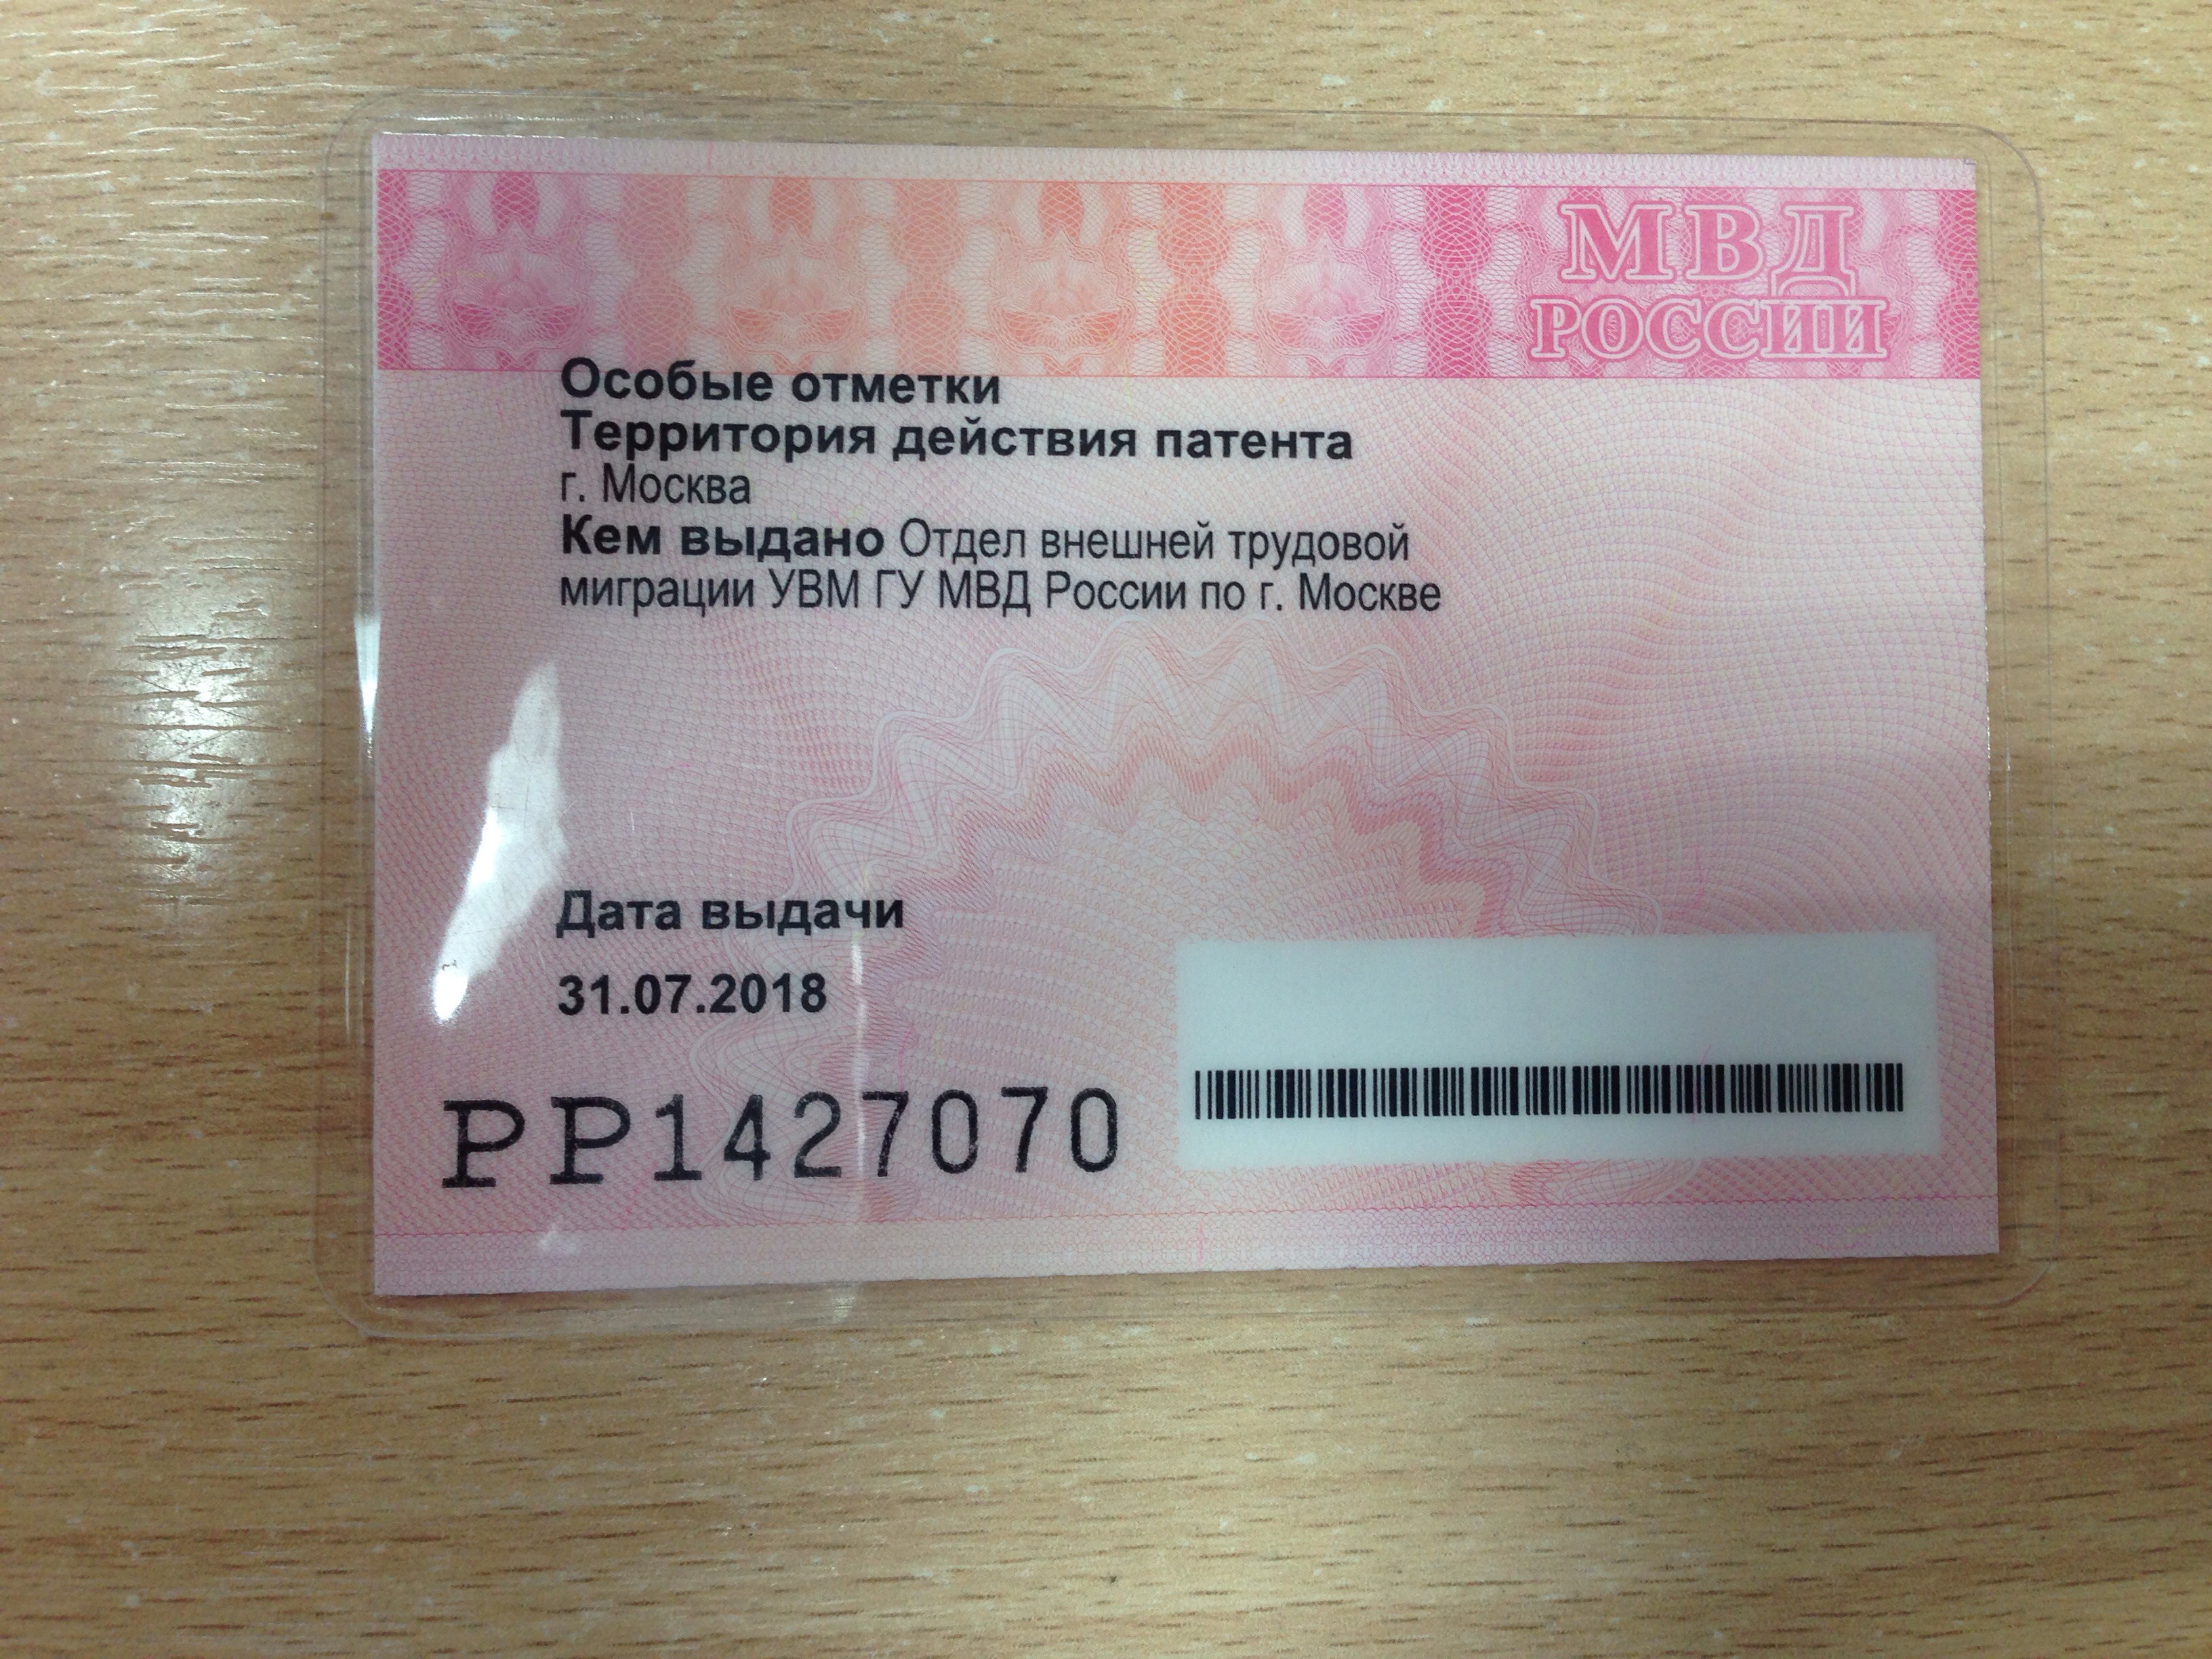 МВД
РОССИИ
Особые отметки
Территория действия патента
г. Москва
Кем выдано Отдел внешней трудовой
миграции УВМ ГУ МВД России по г. Москве
Дата выдачи
31.07.2018
РР1427070